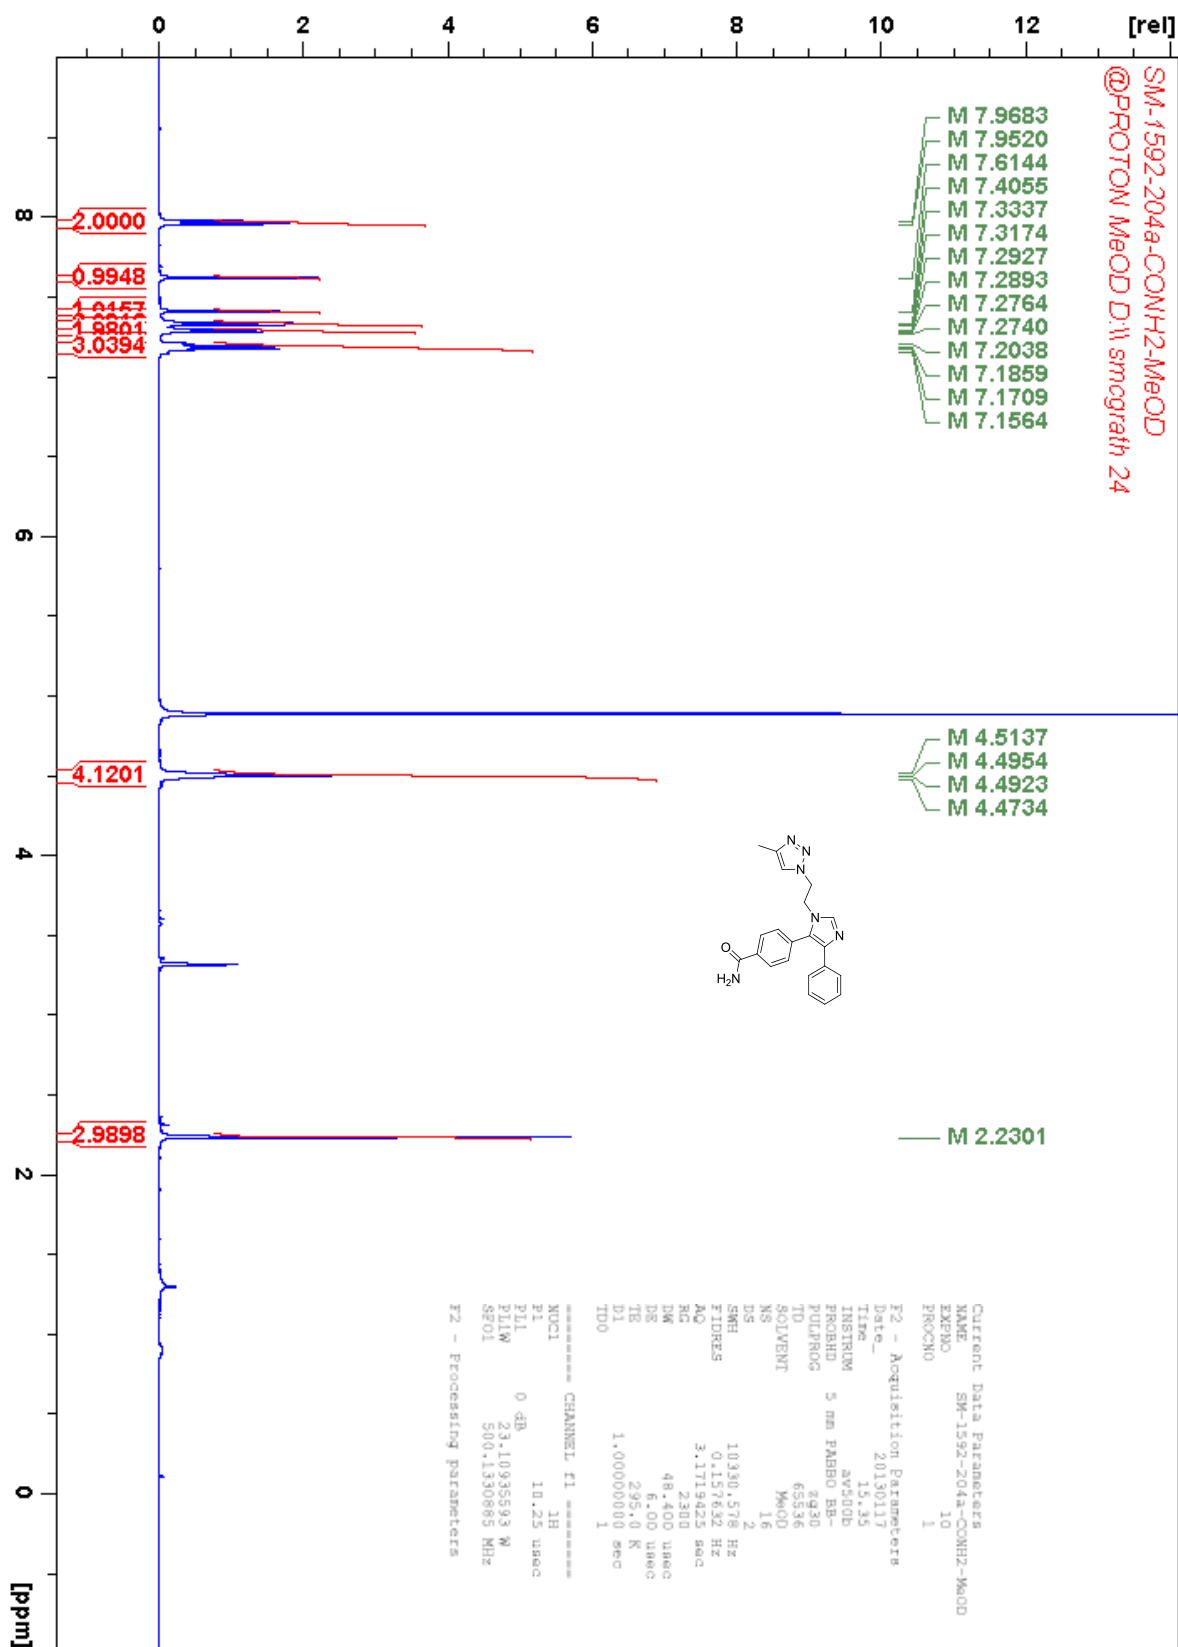 0 2 4 6 8 10 12 [rel]
SM-1592-204a-CONH2-MeOD
@PROTON MeOD D:\\ smcgrath 24
M 7.9683
M 7.9520
M 7.6144
M 7.4055
M 7.3337
M 7.3174
M 7.2927
M 7.2893
M 7.2764
M 7.2740
M 7.2038
M 7.1859
M 7.1709
M 7.1564
M 4.5137
M 4.4954
M 4.4923
M 4.4734
M 2.2301
2.0000
0.9948
1.0157
1.9801
3.0394
4.1201
2.9898
8
6
4
2
0
[ppm]
N
N
N
N
N
O
H2N
Current Data Parameters
NAME SM-1592-204a-CONH2-MeOD
EXPNO 10
PROCNO 1
F2 - Acquisition Parameters
Date_ 20130117
Time 15.35
INSTRUM av500b
PROBHD 5 mm PABBO BB-
PULPROG zg30
TD 65536
SOLVENT MeOD
NS 16
DS 2
SWH 10330.578 Hz
FIDRES 0.157632 Hz
AQ 3.1719425 sec
RG 2300
DW 48.400 usec
DE 6.00 usec
TE 295.0 K
D1 1.00000000 sec
TD0 1
======== CHANNEL f1 ========
NUC1 1H
P1 10.25 usec
PL1 0 dB
PL1W 23.10935593 W
SFO1 500.1330885 MHz
F2 - Processing parameters